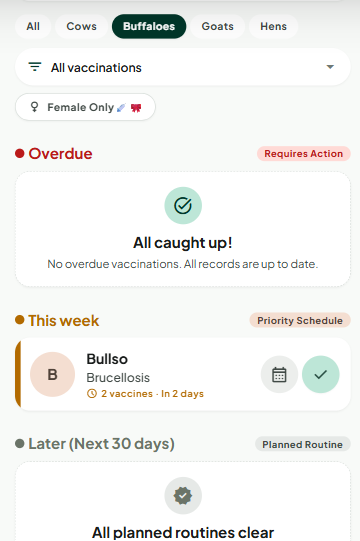 All Cows Buffaloes Goats Hens
All vaccinations
Female Only
Overdue Requires Action
All caught up!
No overdue vaccinations. All records are up to date.
This week Priority Schedule
B
Bullso
Brucellosis
2 vaccines · In 2 days
Later (Next 30 days) Planned Routine
All planned routines clear